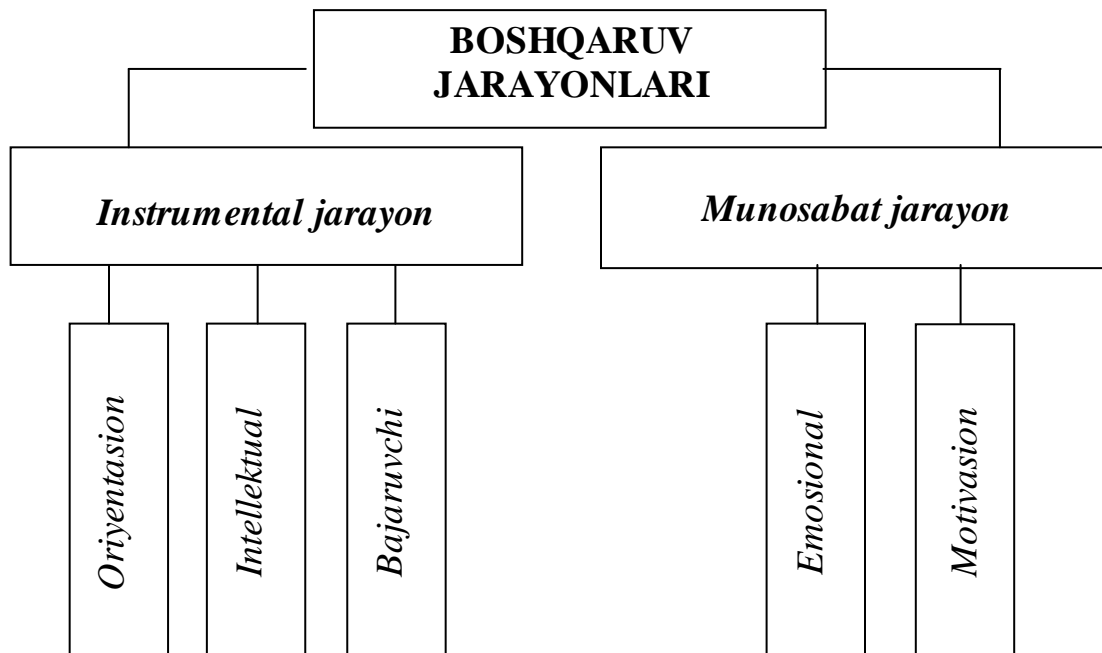 BOSHQARUV
JARAYONLARI
Instrumental jarayon
Munosabat jarayon
Oriyentasion
Intellektual
Bajaruvchi
Emosional
Motivasion